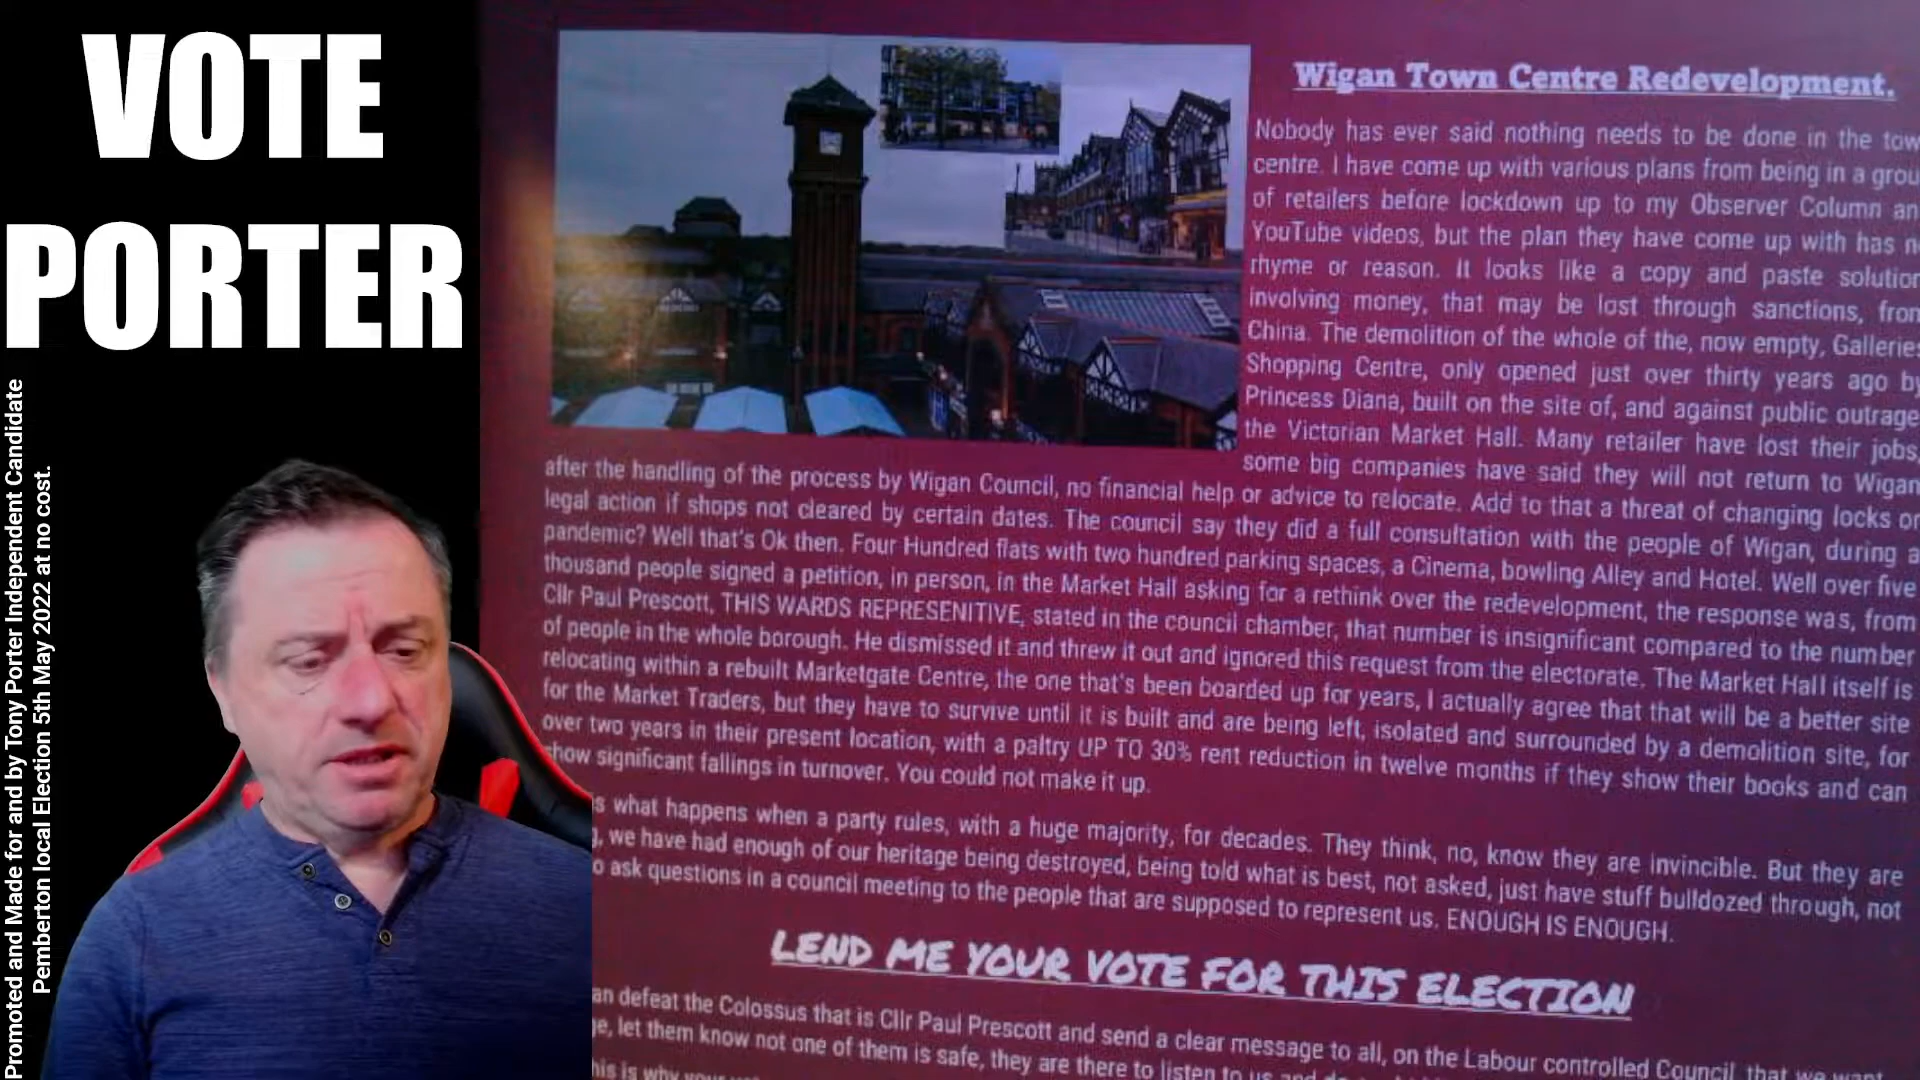 VOTE
PORTER
Promoted and Made for and by Tony Porter Independent Candidate
Pemberton local Election 5th May 2022 at no cost.
Wigan Town Centre Redevelopment.
Nobody has ever said nothing needs to be done in the tow
centre. I have come up with various plans from being in a grou
of retailers before lockdown up to my Observer Column an
YouTube videos, but the plan they have come up with has n
rhyme or reason. It looks like a copy and paste solution
involving money, that may be lost through sanctions, from
China. The demolition of the whole of the, now empty, Galleries
Shopping Centre, only opened just over thirty years ago by
Princess Diana, built on the site of, and against public outrage
the Victorian Market Hall. Many retailer have lost their jobs,
some big companies have said they will not return to Wigan
after the handling of the process by Wigan Council, no financial help or advice to relocate. Add to that a threat of changing locks or
legal action if shops not cleared by certain dates. The council say they did a full consultation with the people of Wigan, during a
pandemic? Well that's Ok then. Four Hundred flats with two hundred parking spaces, a Cinema, bowling Alley and Hotel. Well over five
thousand people signed a petition, in person, in the Market Hall asking for a rethink over the redevelopment, the response was, from
Cllr Paul Prescott, THIS WARDS REPRESENITIVE, stated in the council chamber, that number is insignificant compared to the number
of people in the whole borough. He dismissed it and threw it out and ignored this request from the electorate. The Market Hall itself is
relocating within a rebuilt Marketgate Centre, the one that's been boarded up for years, I actually agree that that will be a better site
for the Market Traders, but they have to survive until it is built and are being left, isolated and surrounded by a demolition site, for
over two years in their present location, with a paltry UP TO 30% rent reduction in twelve months if they show their books and can
show significant fallings in turnover. You could not make it up.
s what happens when a party rules, with a huge majority, for decades. They think, no, know they are invincible. But they are
, we have had enough of our heritage being destroyed, being told what is best, not asked, just have stuff bulldozed through, not
o ask questions in a council meeting to the people that are supposed to represent us. ENOUGH IS ENOUGH.
LEND ME YOUR VOTE FOR THIS ELECTION
an defeat the Colossus that is Cllr Paul Prescott and send a clear message to all, on the Labour controlled Council, that we want
e, let them know not one of them is safe, they are there to listen to us and
his is why your